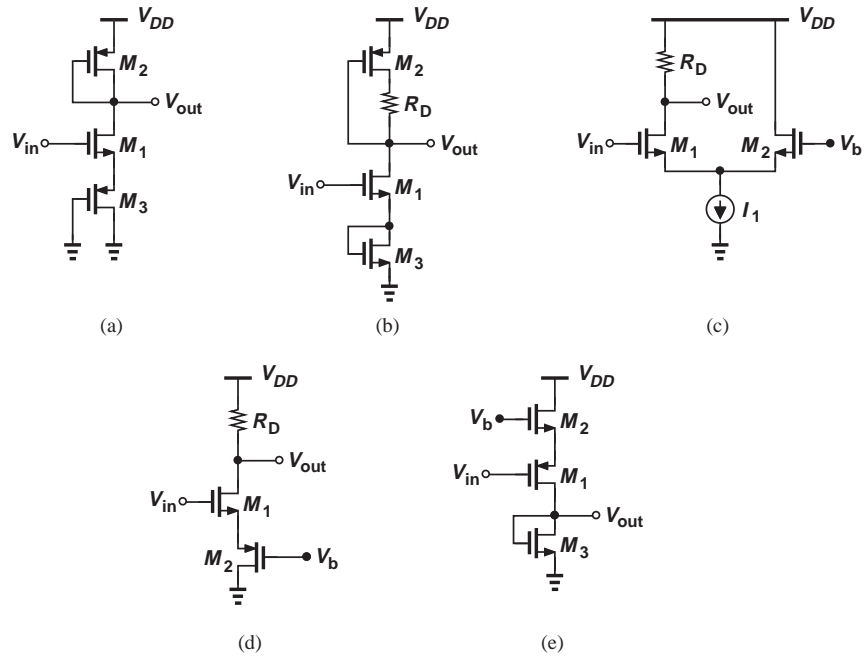 V_DD
M_2
V_out
V_in
M_1
M_3
(a)
V_DD
M_2
R_D
V_out
V_in
M_1
M_3
(b)
V_DD
R_D
V_out
V_in
M_1
M_2
V_b
I_1
(c)
V_DD
R_D
V_out
V_in
M_1
M_2
V_b
(d)
V_DD
V_b
M_2
V_in
M_1
V_out
M_3
(e)